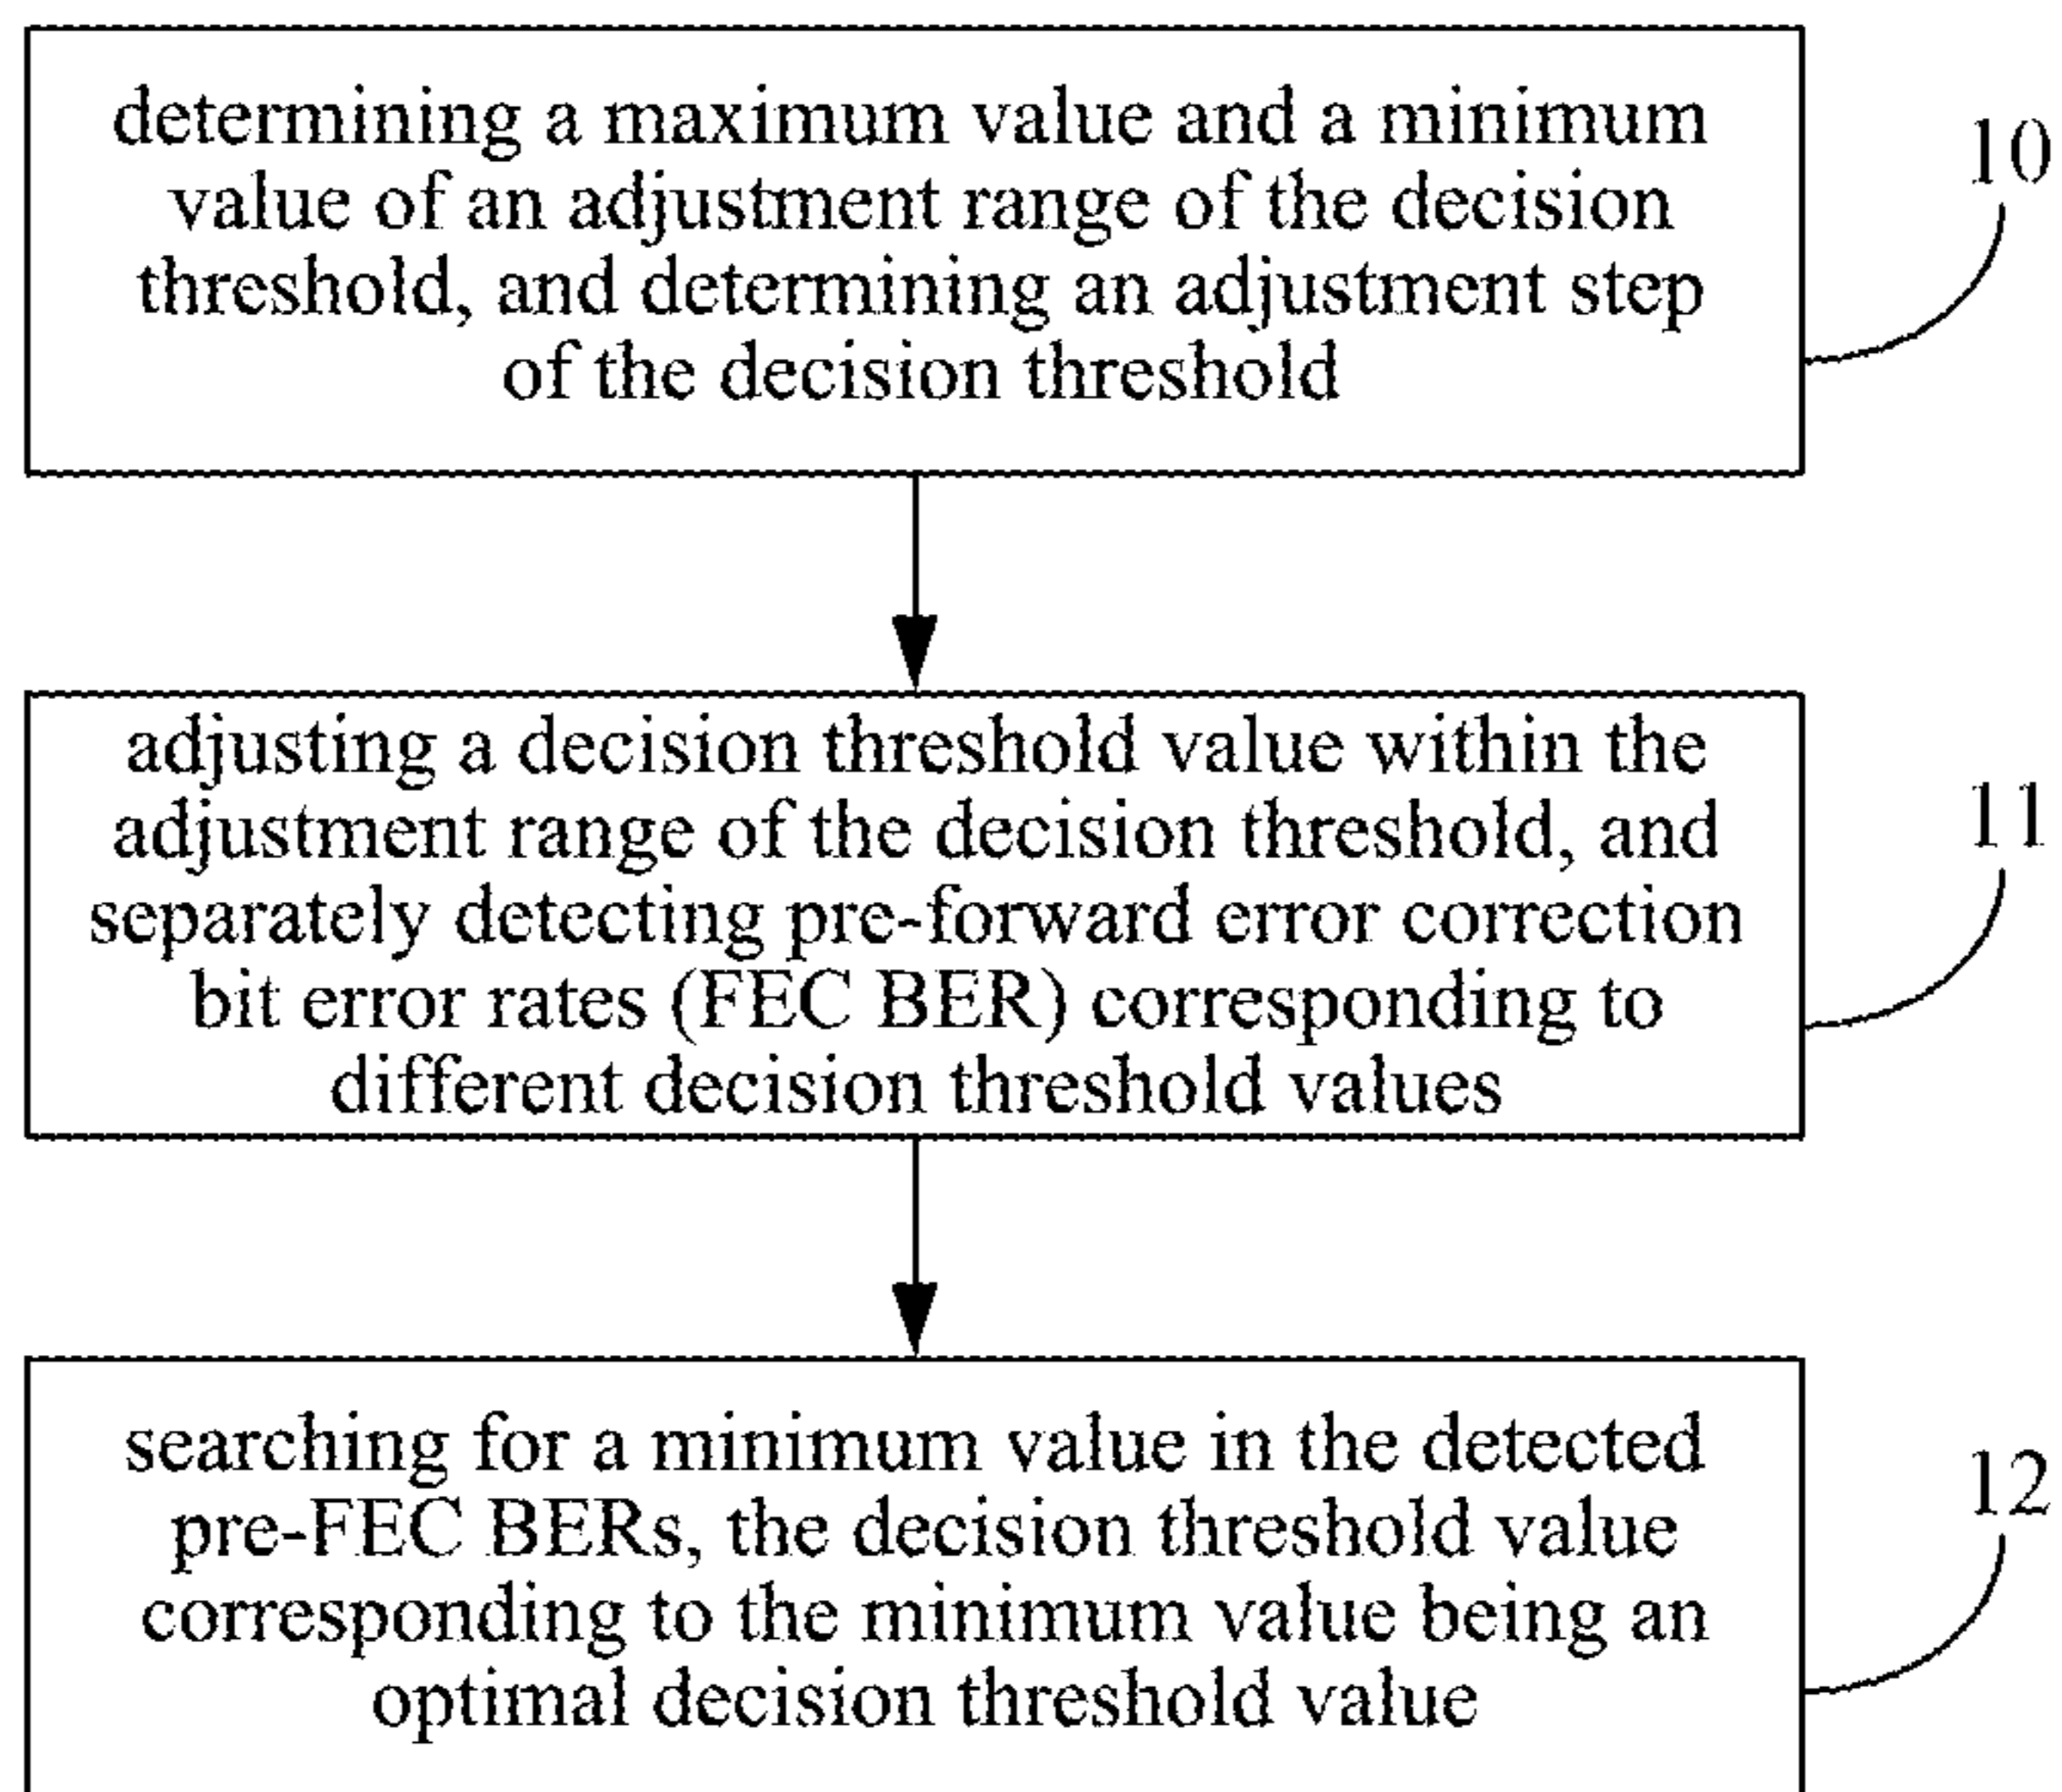 determining a maximum value and a minimum
value of an adjustment range of the decision
threshold, and determining an adjustment step
of the decision threshold
10
adjusting a decision threshold value within the
adjustment range of the decision threshold, and
separately detecting pre-forward error correction
bit error rates (FEC BER) corresponding to
different decision threshold values
11
searching for a minimum value in the detected
pre-FEC BERs, the decision threshold value
corresponding to the minimum value being an
optimal decision threshold value
12